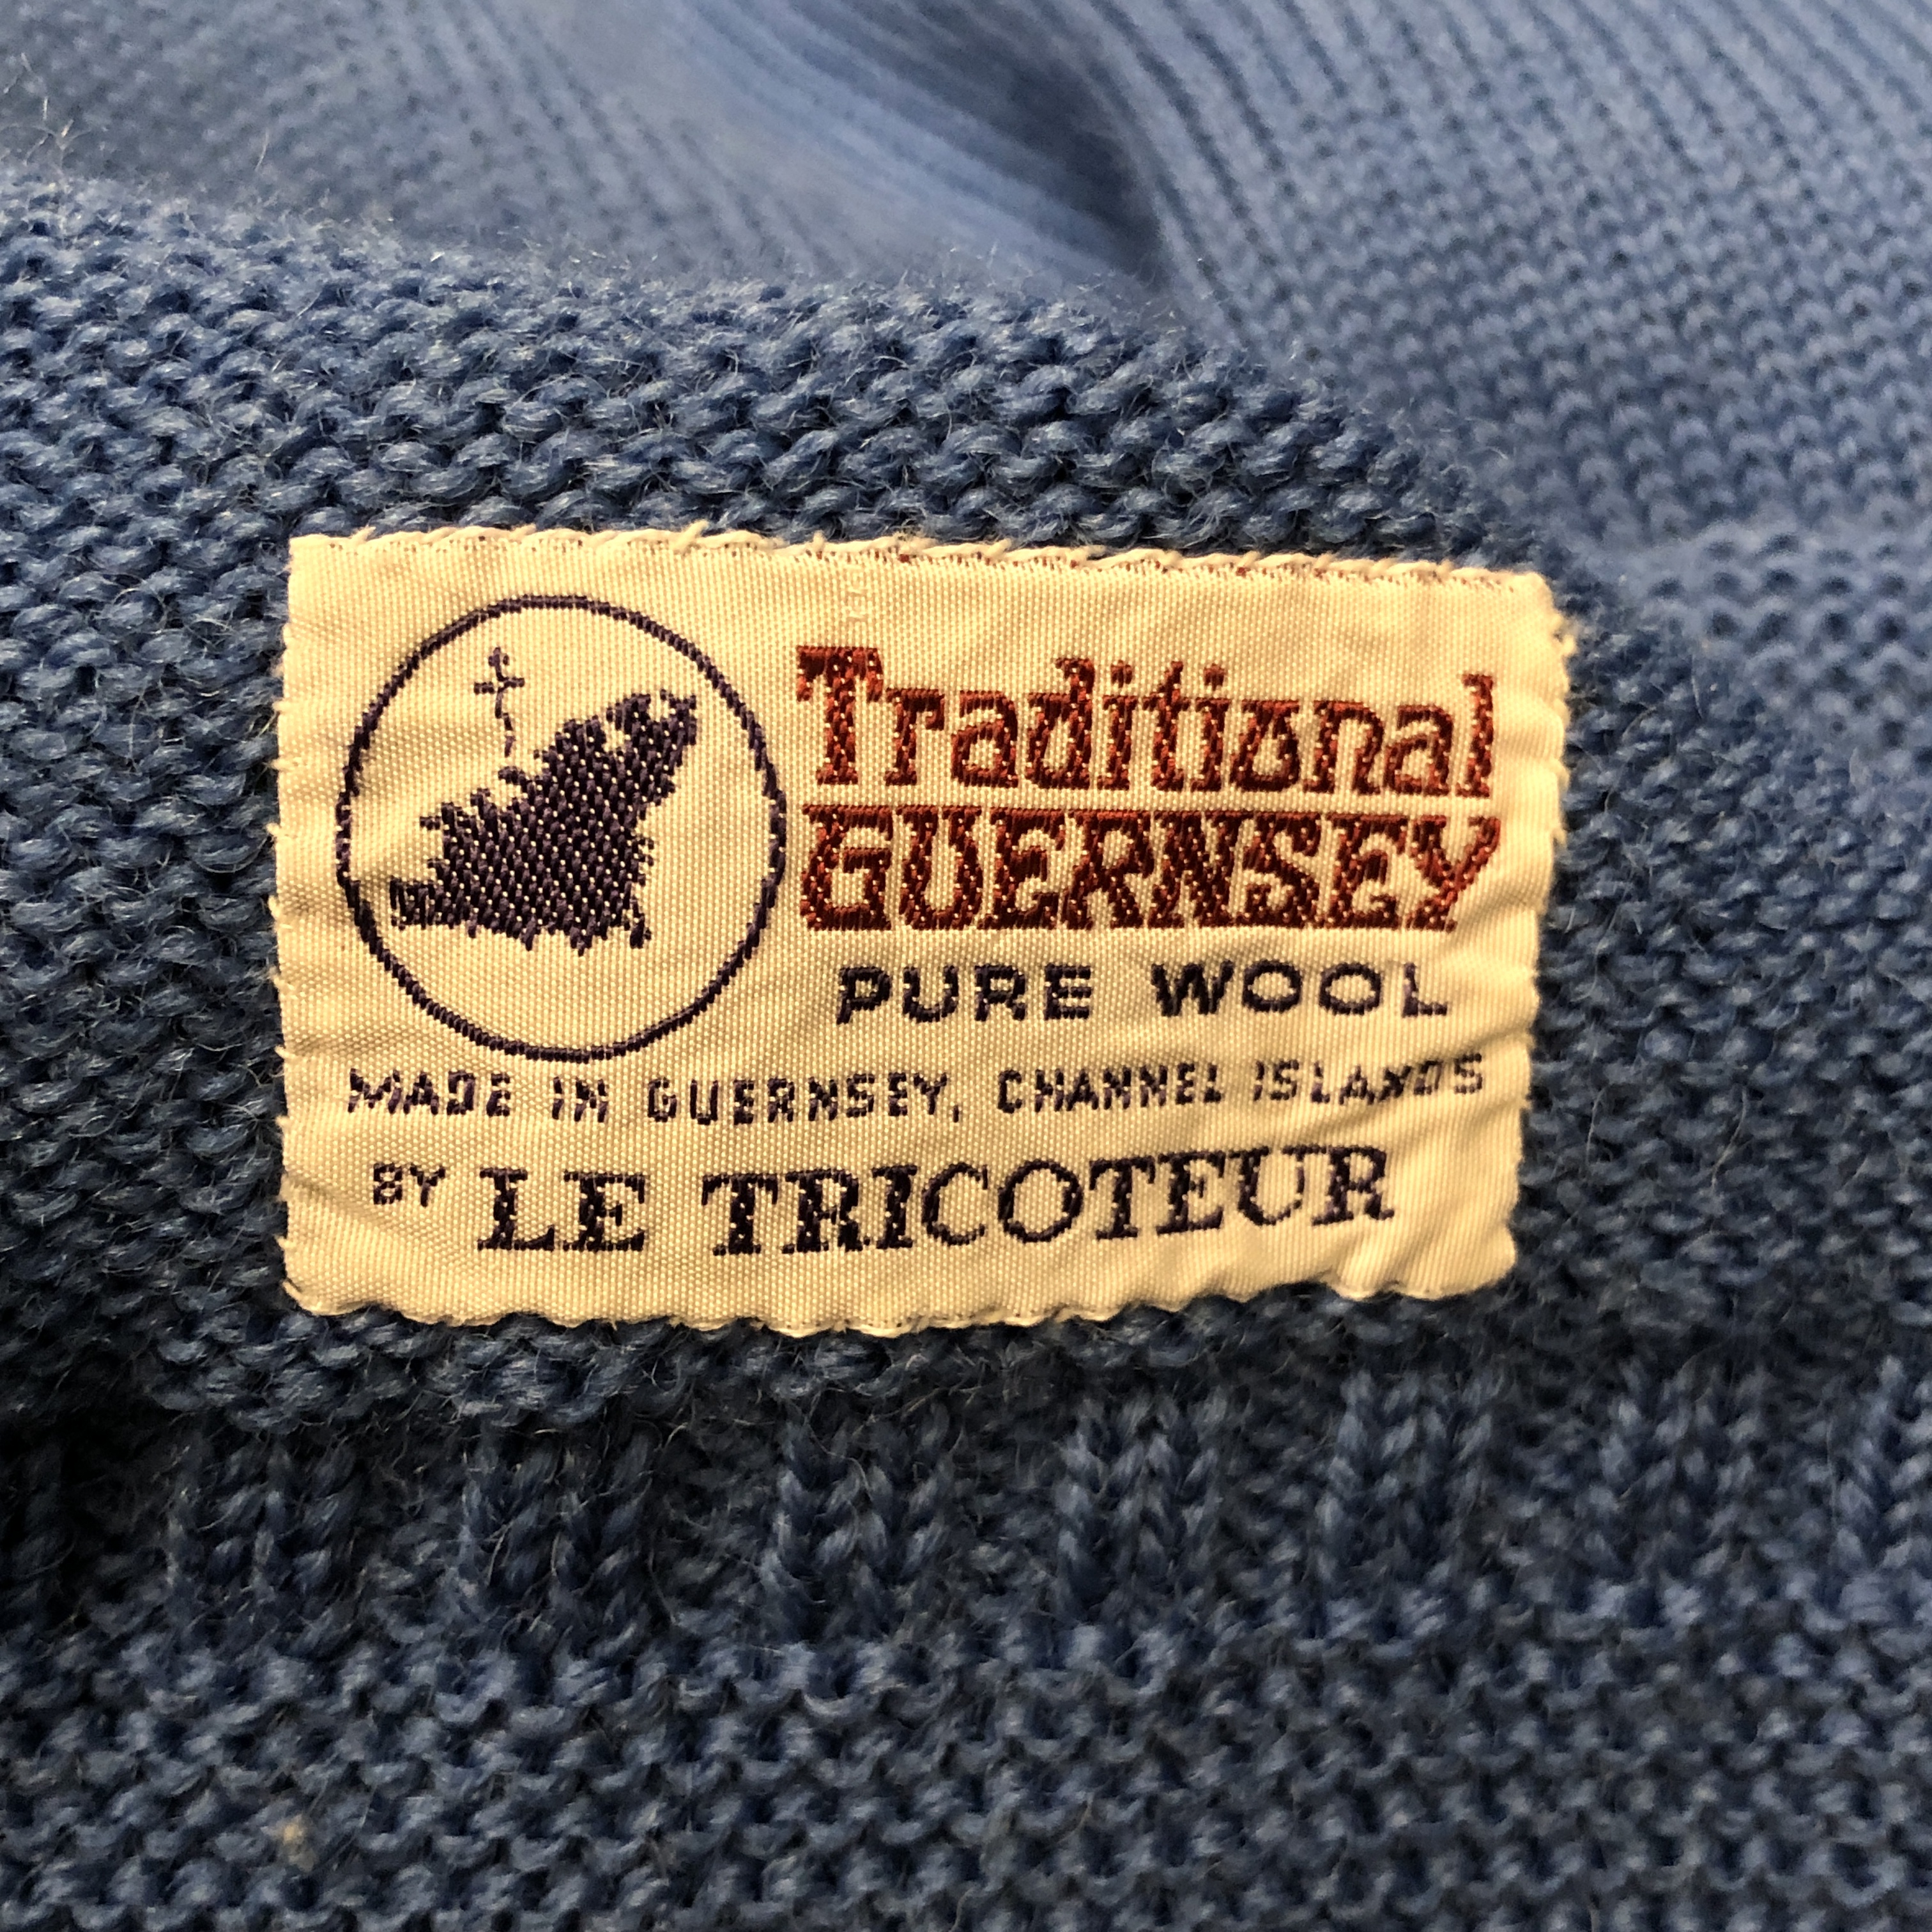 Traditional
GUERNSEY
PURE WOOL
MADE IN GUERNSEY, CHANNEL ISLANDS
BY LE TRICOTEUR